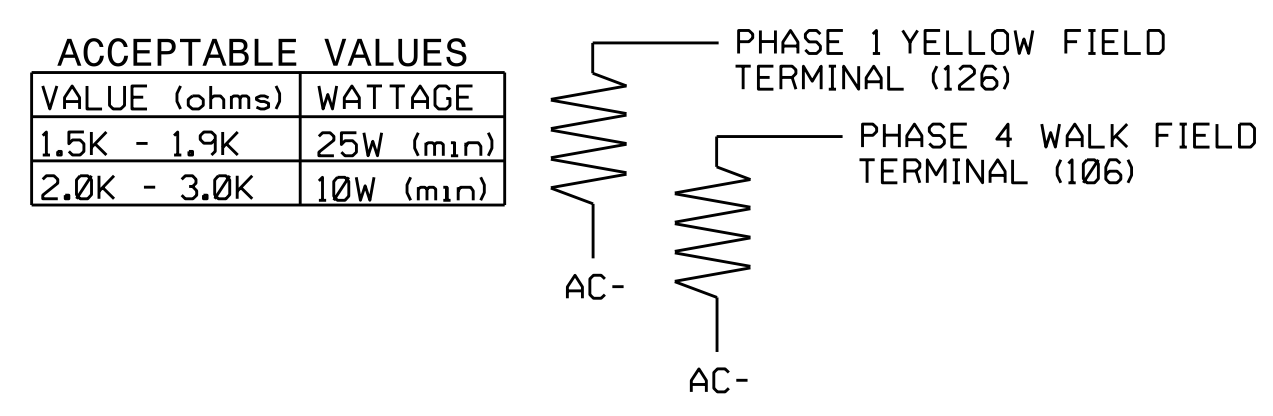 ACCEPTABLE VALUES
VALUE (ohms) WATTAGE
1.5K - 1.9K 25W (min)
2.0K - 3.0K 10W (min)
PHASE 1 YELLOW FIELD
TERMINAL (126)
PHASE 4 WALK FIELD
TERMINAL (106)
AC-
AC-